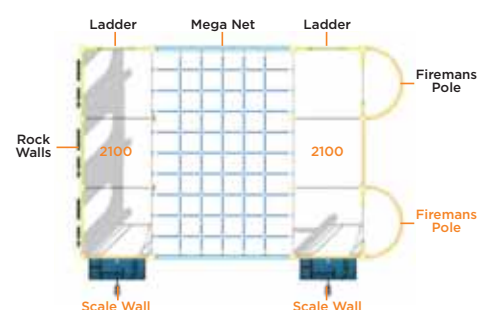 Ladder
Mega Net
Ladder
Firemans
Pole
Rock
Walls
2100
2100
Firemans
Pole
Scale Wall
Scale Wall